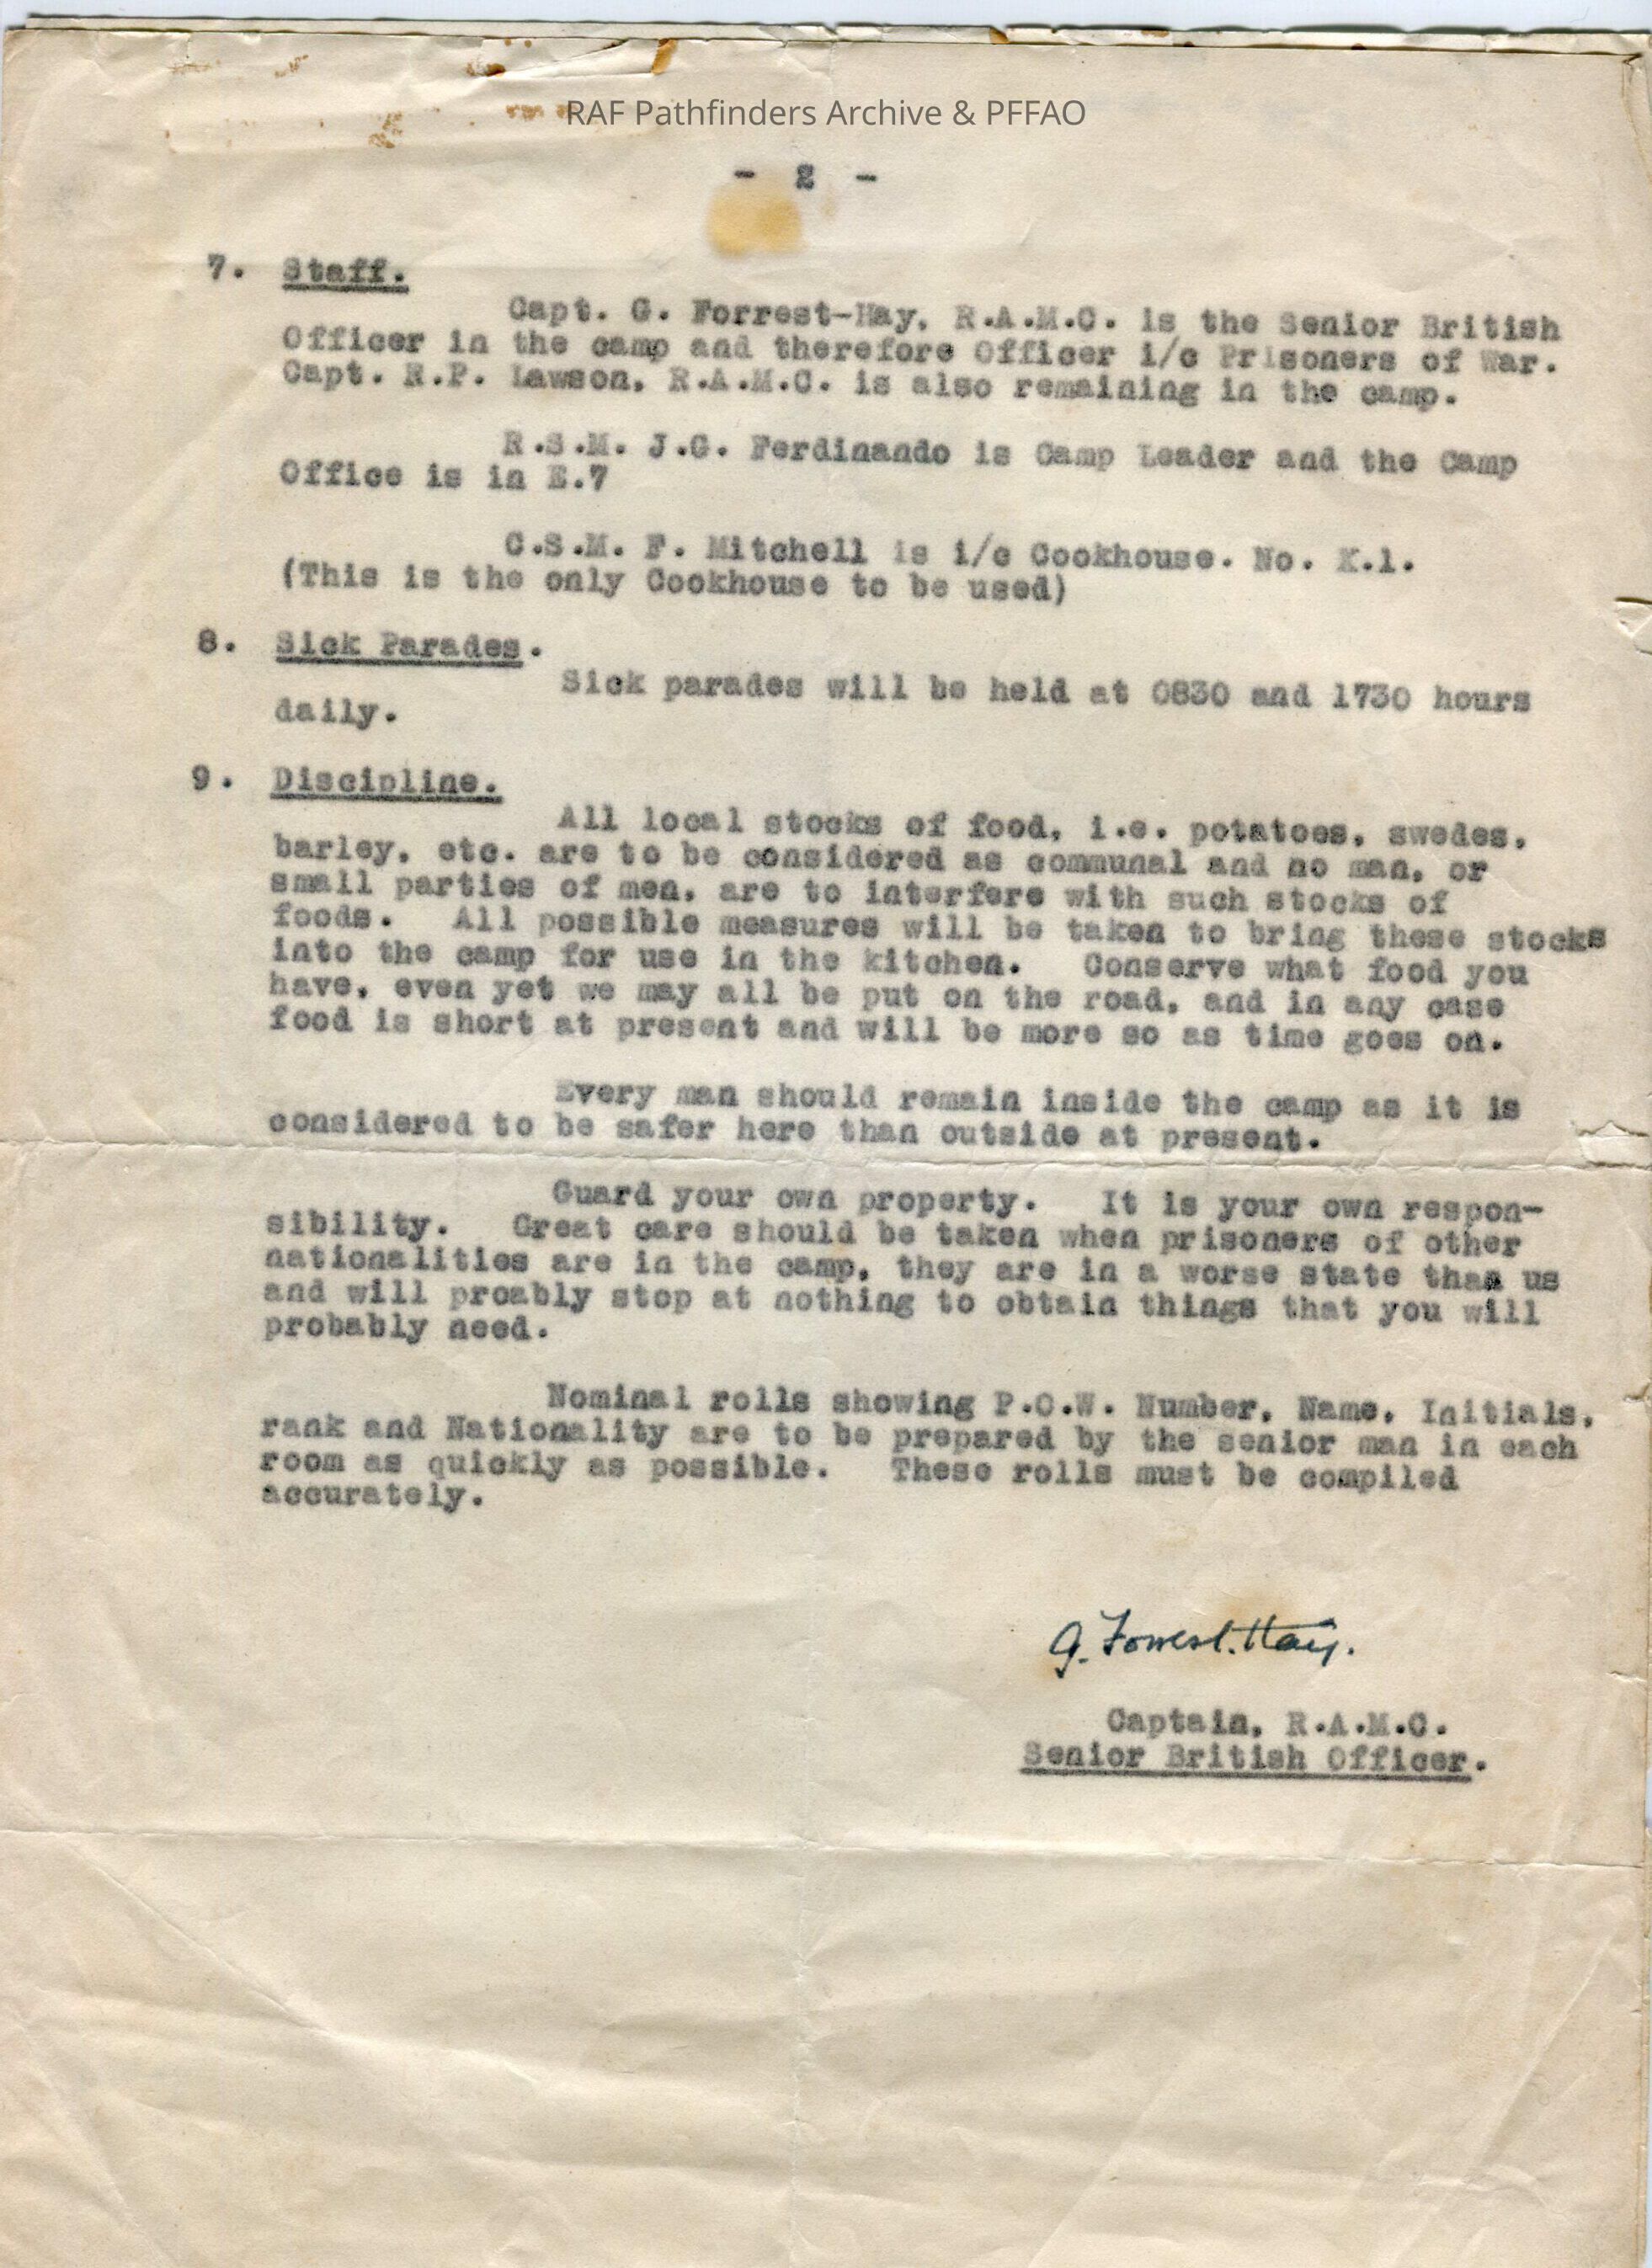 RAF Pathfinders Archive & PFFAO
- 2 -
7. Staff.
Capt. G. Forrest-Hay, R.A.M.C. is the Senior British
Officer in the camp and therefore Officer i/c Prisoners of War.
Capt. R.P. Lawson, R.A.M.C. is also remaining in the camp.
R.S.M. J.G. Ferdinando is Camp Leader and the Camp
Office is in E.7
C.S.M. F. Mitchell is i/c Cookhouse. No. K.1.
(This is the only Cookhouse to be used)
8. Sick Parades.
Sick parades will be held at 0830 and 1730 hours
daily.
9. Discipline.
All local stocks of food, i.e. potatoes, swedes,
barley, etc. are to be considered as communal and no man, or
small parties of men, are to interfere with such stocks of
foods. All possible measures will be taken to bring these stocks
into the camp for use in the kitchen. Conserve what food you
have, even yet we may all be put on the road, and in any case
food is short at present and will be more so as time goes on.
Every man should remain inside the camp as it is
considered to be safer here than outside at present.
Guard your own property. It is your own respon-
sibility. Great care should be taken when prisoners of other
nationalities are in the camp, they are in a worse state than us
and will proably stop at nothing to obtain things that you will
probably need.
Nominal rolls showing P.O.W. Number, Name, Initials,
rank and Nationality are to be prepared by the senior man in each
room as quickly as possible. These rolls must be compiled
accurately.
G. Forrest.Hay.
Captain, R.A.M.C.
Senior British Officer.